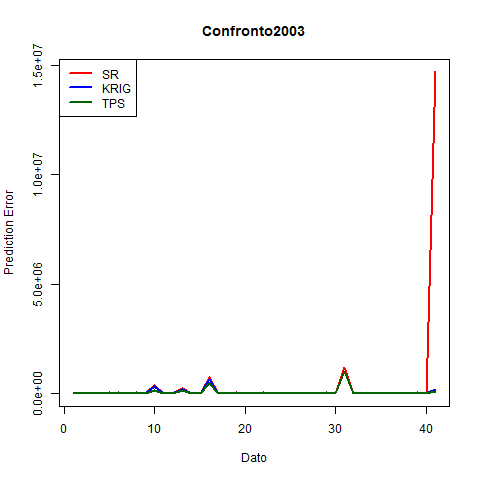 Confronto2003
SR
KRIG
TPS
Prediction Error
1.5e+07
1.0e+07
5.0e+06
0.0e+00
0 10 20 30 40
Dato